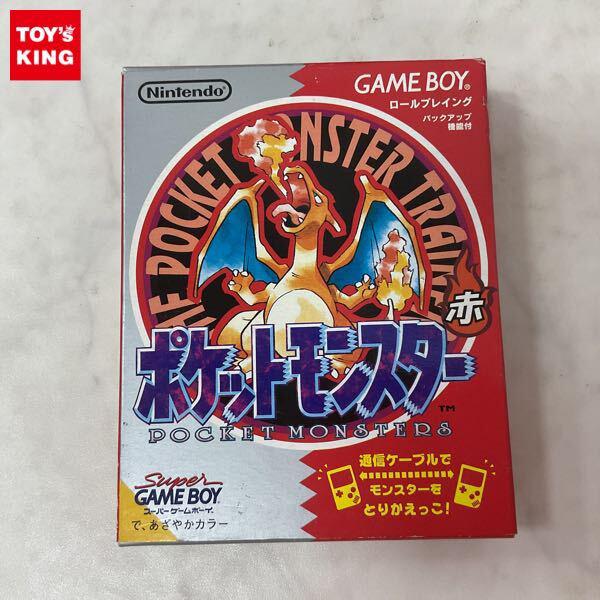 TOY's
KING
Nintendo
GAME BOY
ロールプレイング
バックアップ
機能付
THE POCKET MONSTER TRAINER
赤
ポケットモンスター
TM
POCKET MONSTERS
Super
GAME BOY
スーパーゲームボーイ
で、あざやかカラー
通信ケーブルで
モンスターを
とりかえっこ!